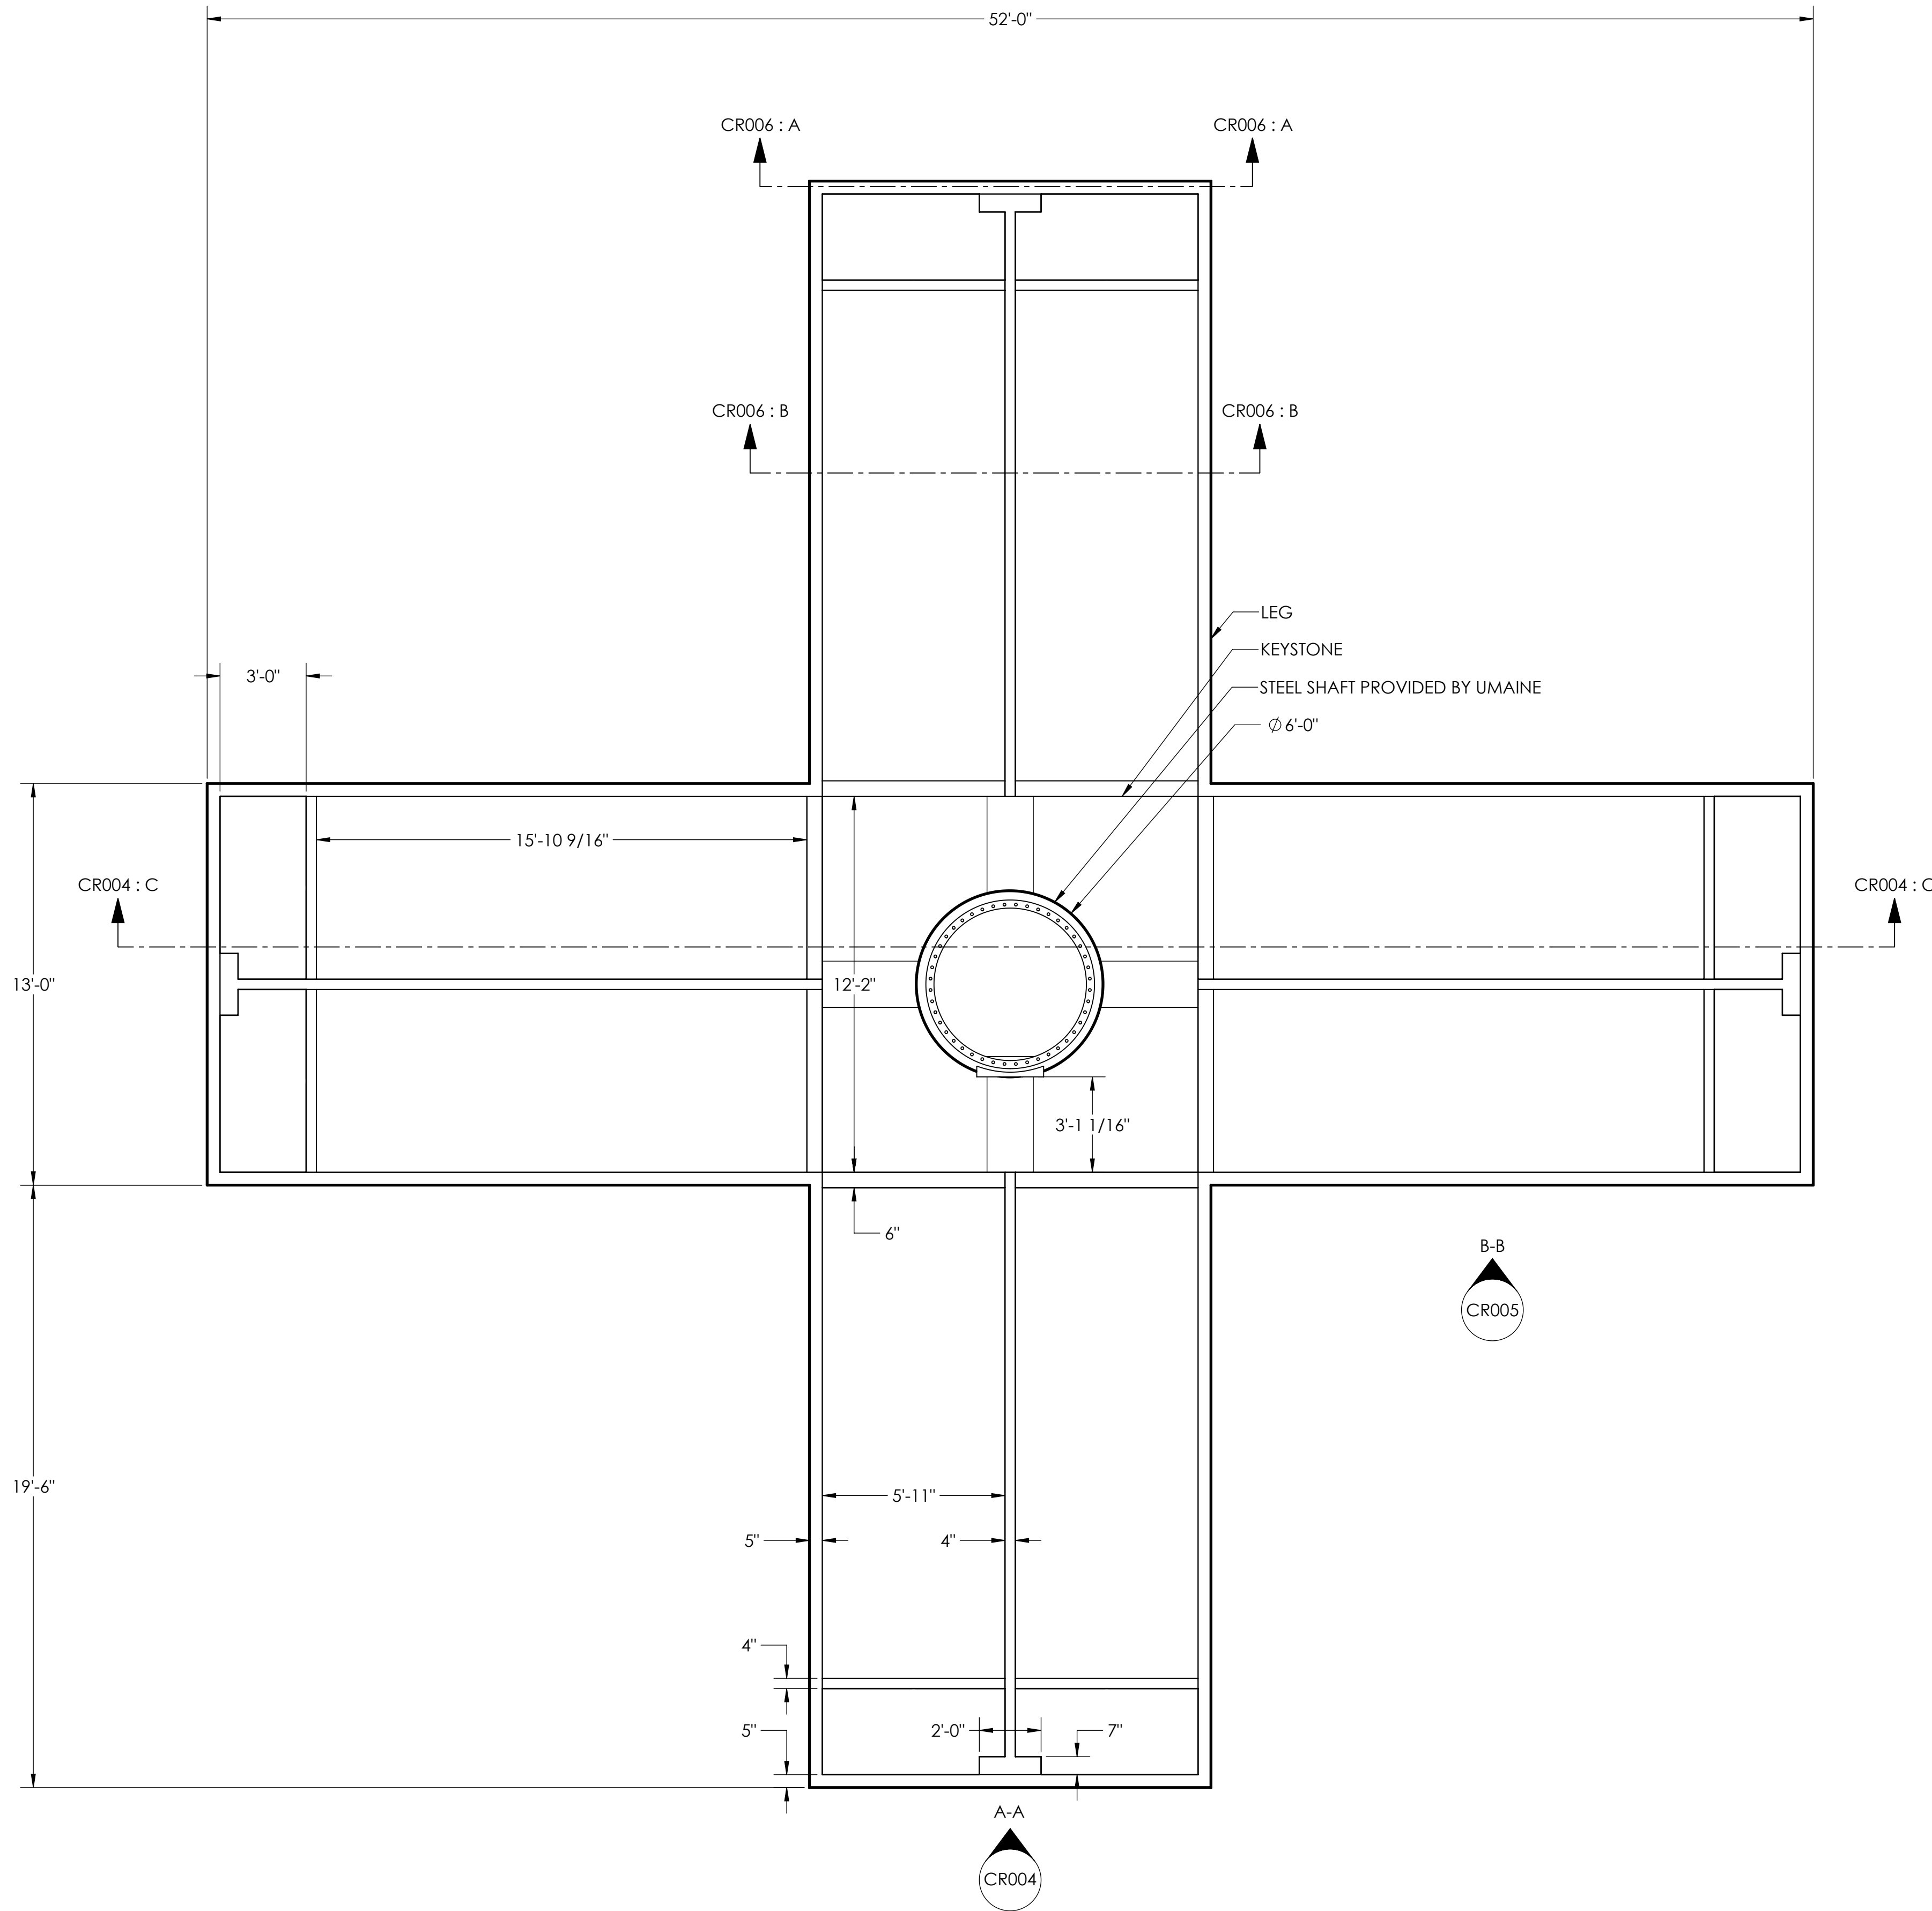 52'-0"
CR006 : A
CR006 : A
CR006 : B
CR006 : B
LEG
KEYSTONE
3'-0"
STEEL SHAFT PROVIDED BY UMAINE
Ø 6'-0"
15'-10 9/16"
CR004 : C
CR004 : C
13'-0"
12'-2"
3'-1 1/16"
6"
B-B
CR005
19'-6"
5'-11"
5"
4"
4"
5"
2'-0"
7"
A-A
CR004